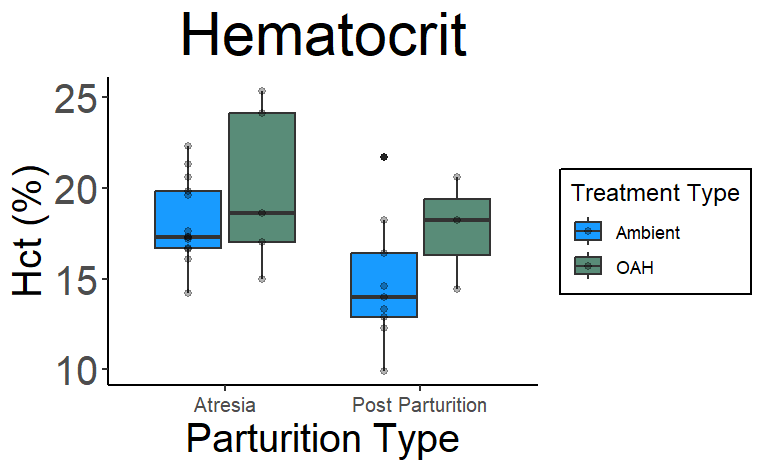 Hematocrit
25
20
15
10
Hct (%)
Atresia Post Parturition
Parturition Type
Treatment Type
Ambient
OAH